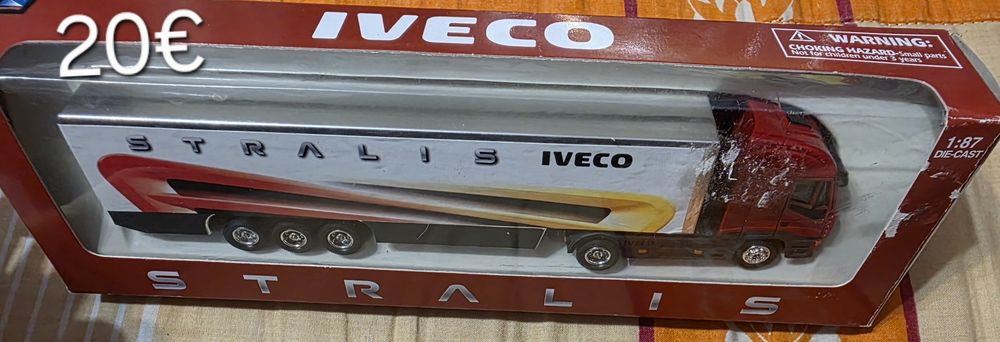 20€
IVECO
WARNING:
CHOKING HAZARD-Small parts
Not for children under 3 years
1:87
DIE-CAST
STRALIS IVECO
IVECO
STRALIS